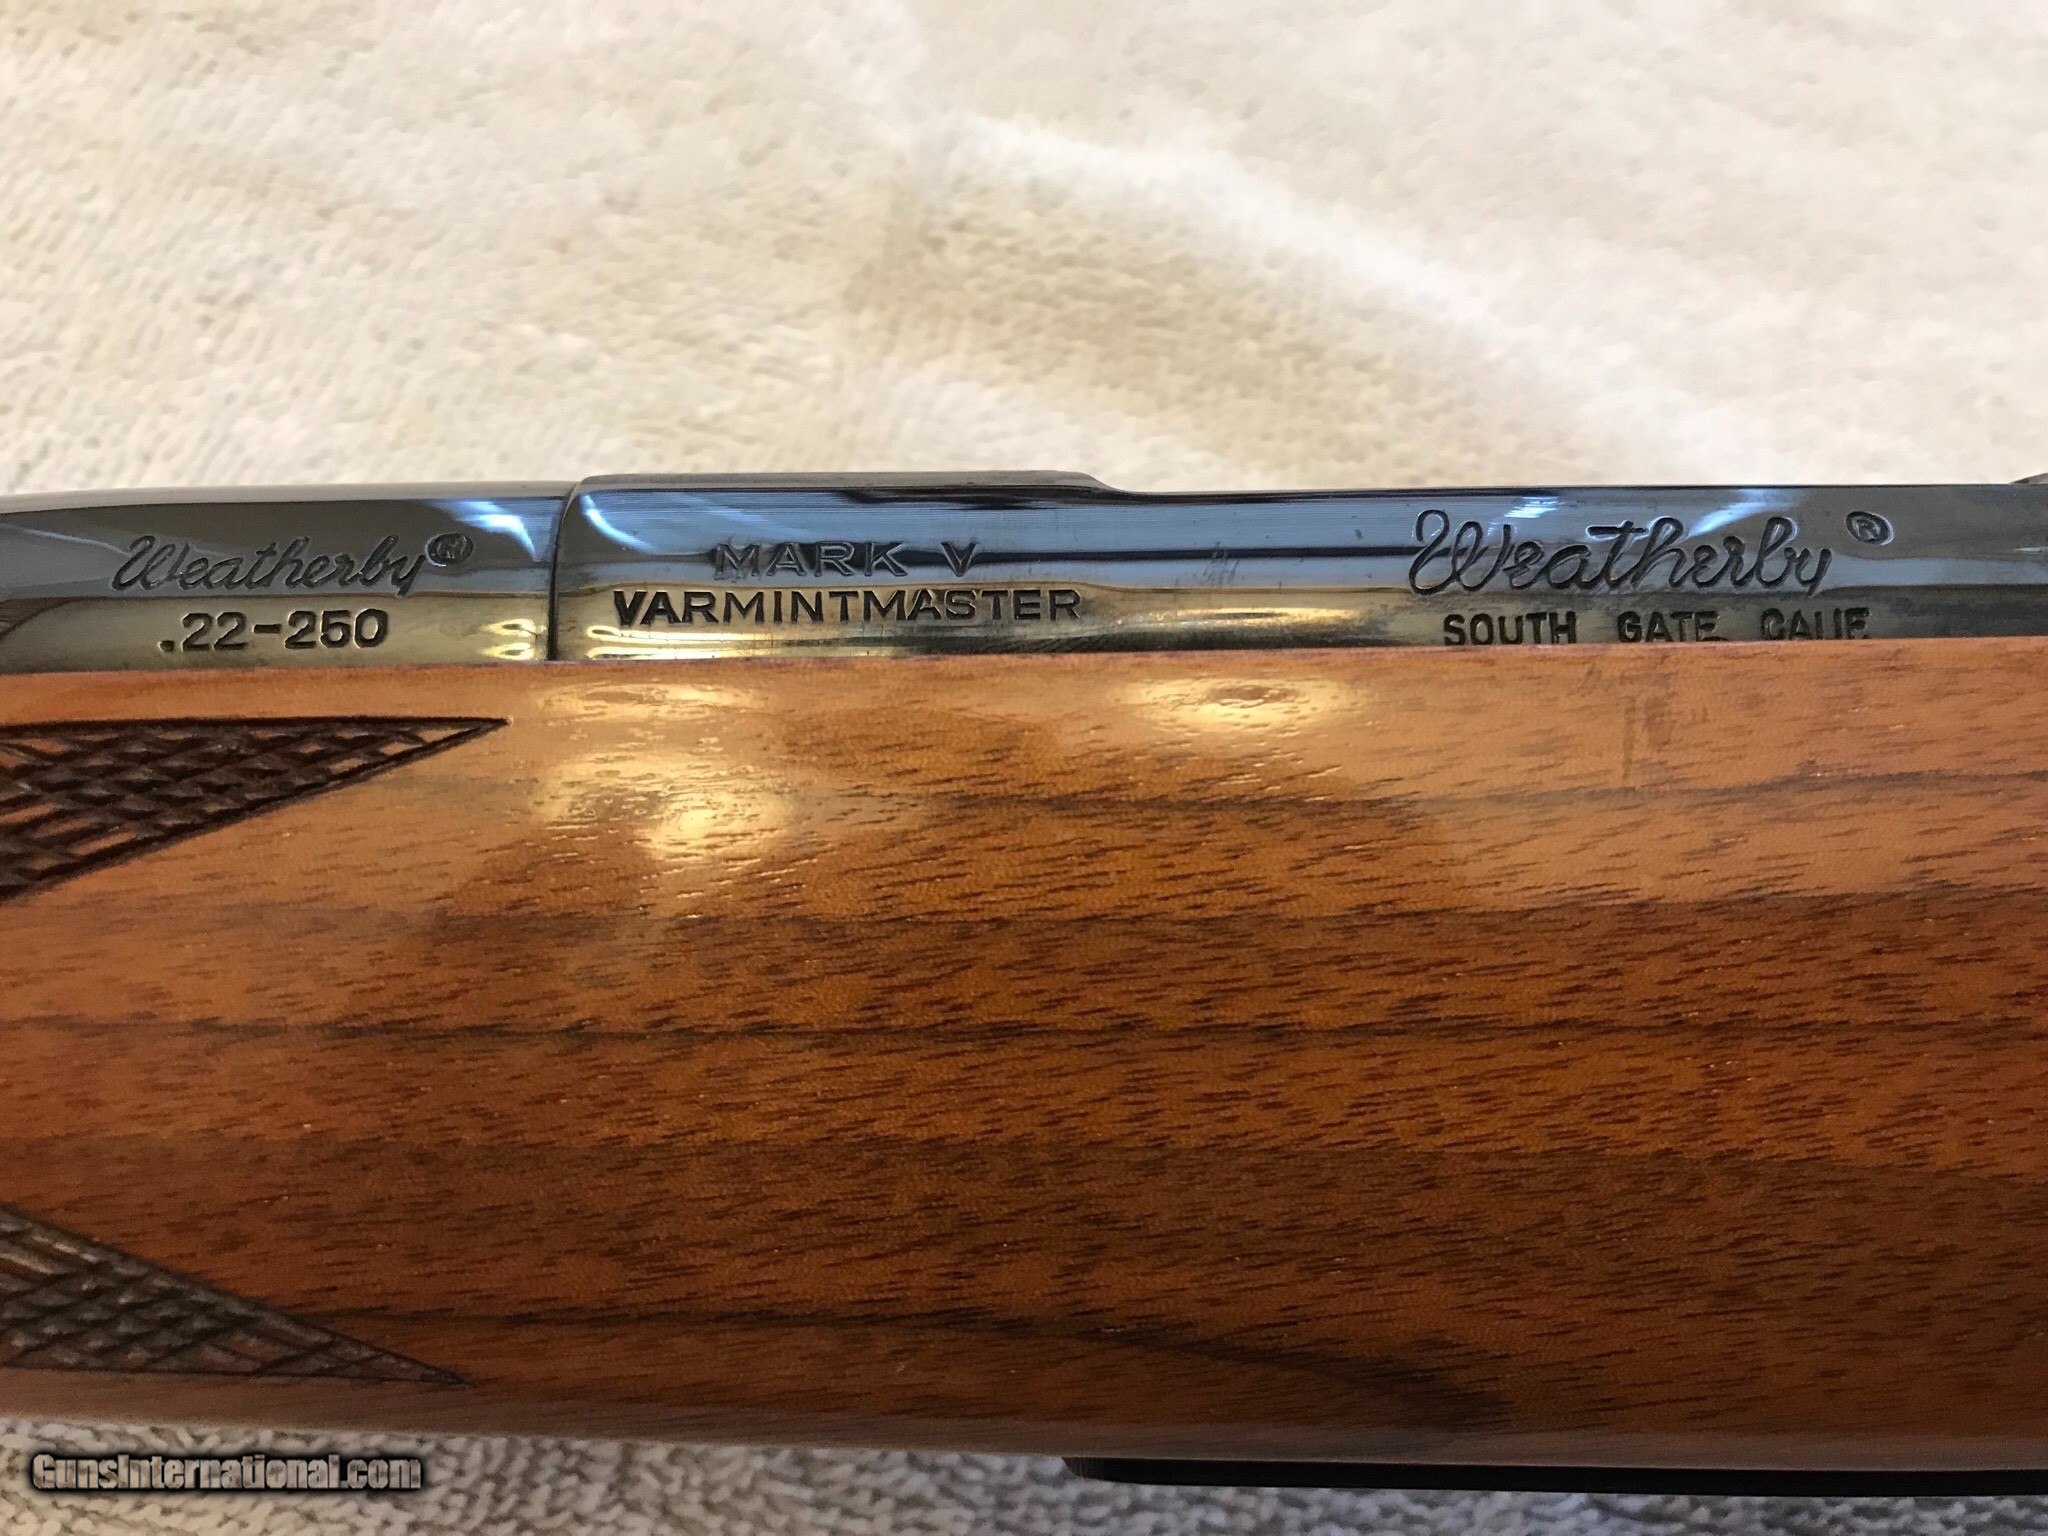 Weatherby®
.22-250
MARK V
VARMINTMASTER
Weatherby®
SOUTH GATE CALIF.
GunsInternational.com